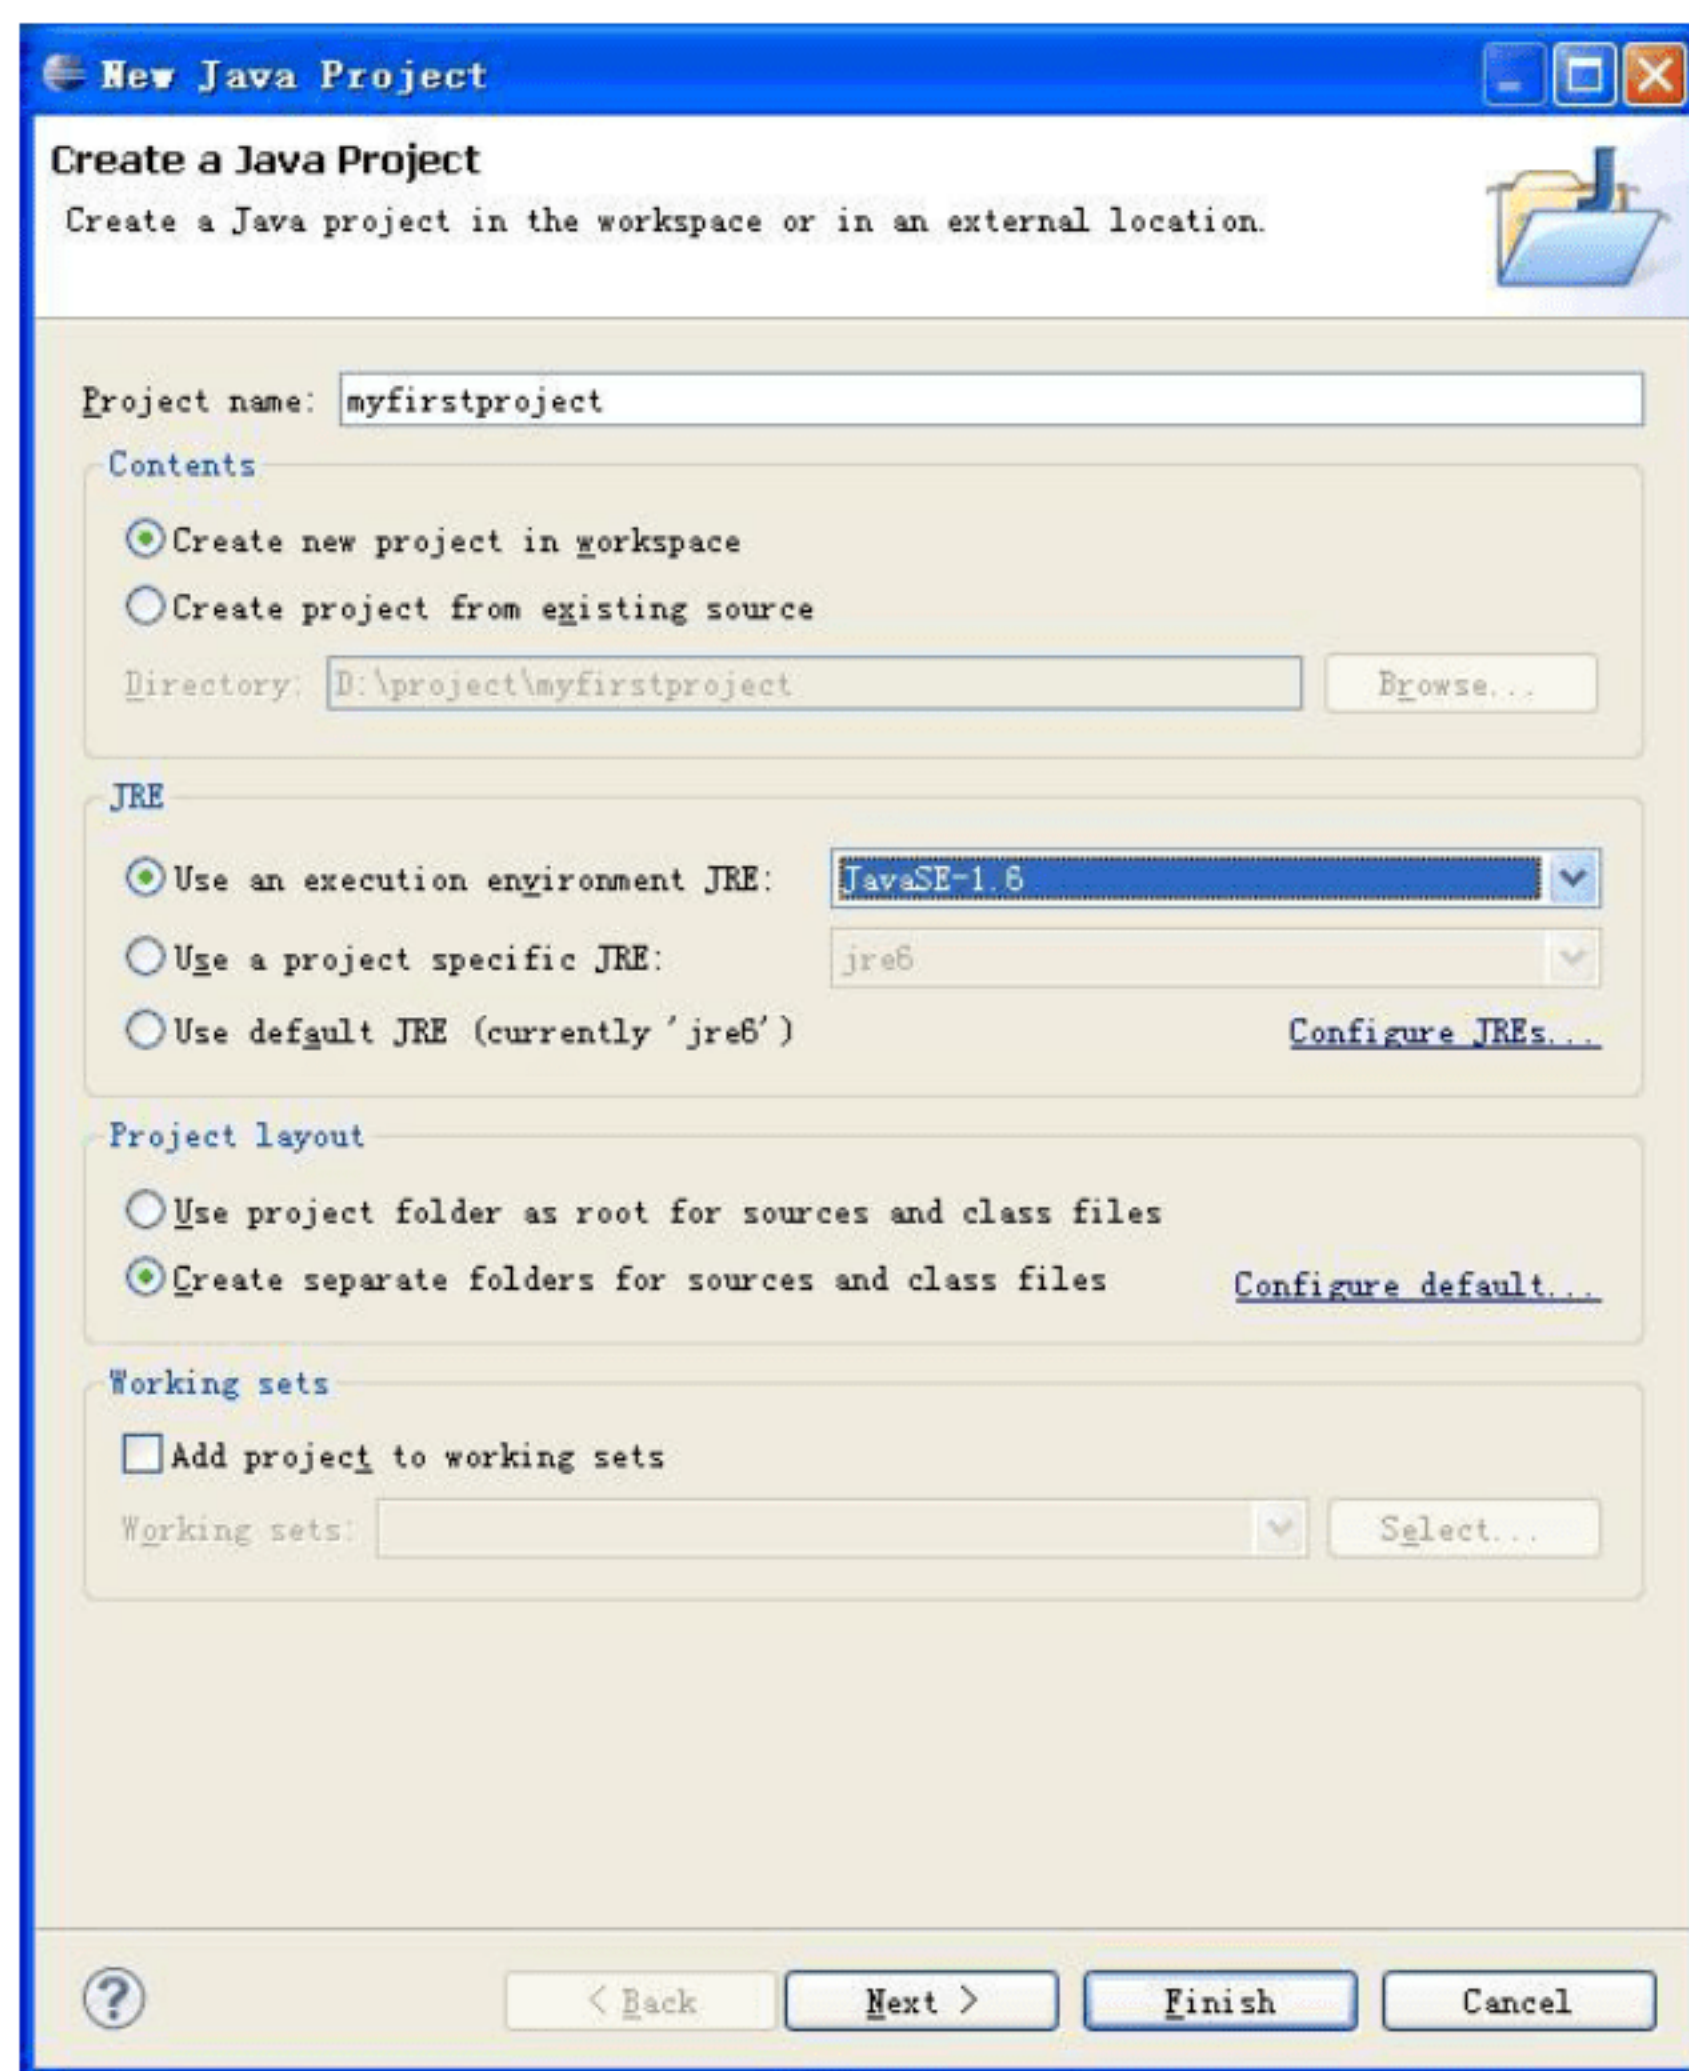 New Java Project
Create a Java Project
Create a Java project in the workspace or in an external location.
Project name: myfirstproject
Contents
Create new project in workspace
Create project from existing source
Directory: D:\project\myfirstproject Browse...
JRE
Use an execution environment JRE: JavaSE-1.6
Use a project specific JRE: jre6
Use default JRE (currently 'jre6') Configure JREs...
Project layout
Use project folder as root for sources and class files
Create separate folders for sources and class files Configure default...
Working sets
Add project to working sets
Working sets: Select...
? < Back Next > Finish Cancel